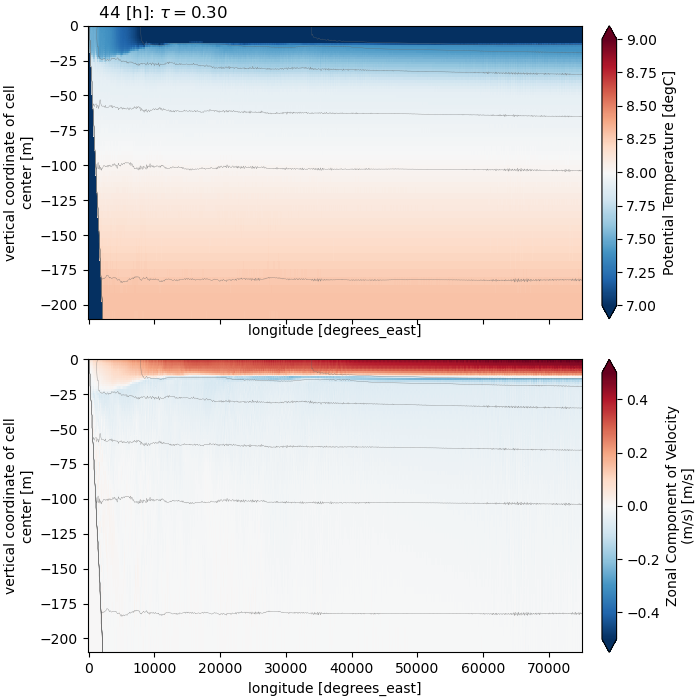 44 [h]: τ = 0.30
0
−25
−50
−75
−100
−125
−150
−175
−200
vertical coordinate of cell
center [m]
longitude [degrees_east]
9.00
8.75
8.50
8.25
8.00
7.75
7.50
7.25
7.00
Potential Temperature [degC]
0
−25
−50
−75
−100
−125
−150
−175
−200
vertical coordinate of cell
center [m]
0 10000 20000 30000 40000 50000 60000 70000
longitude [degrees_east]
0.4
0.2
0.0
−0.2
−0.4
Zonal Component of Velocity
(m/s) [m/s]